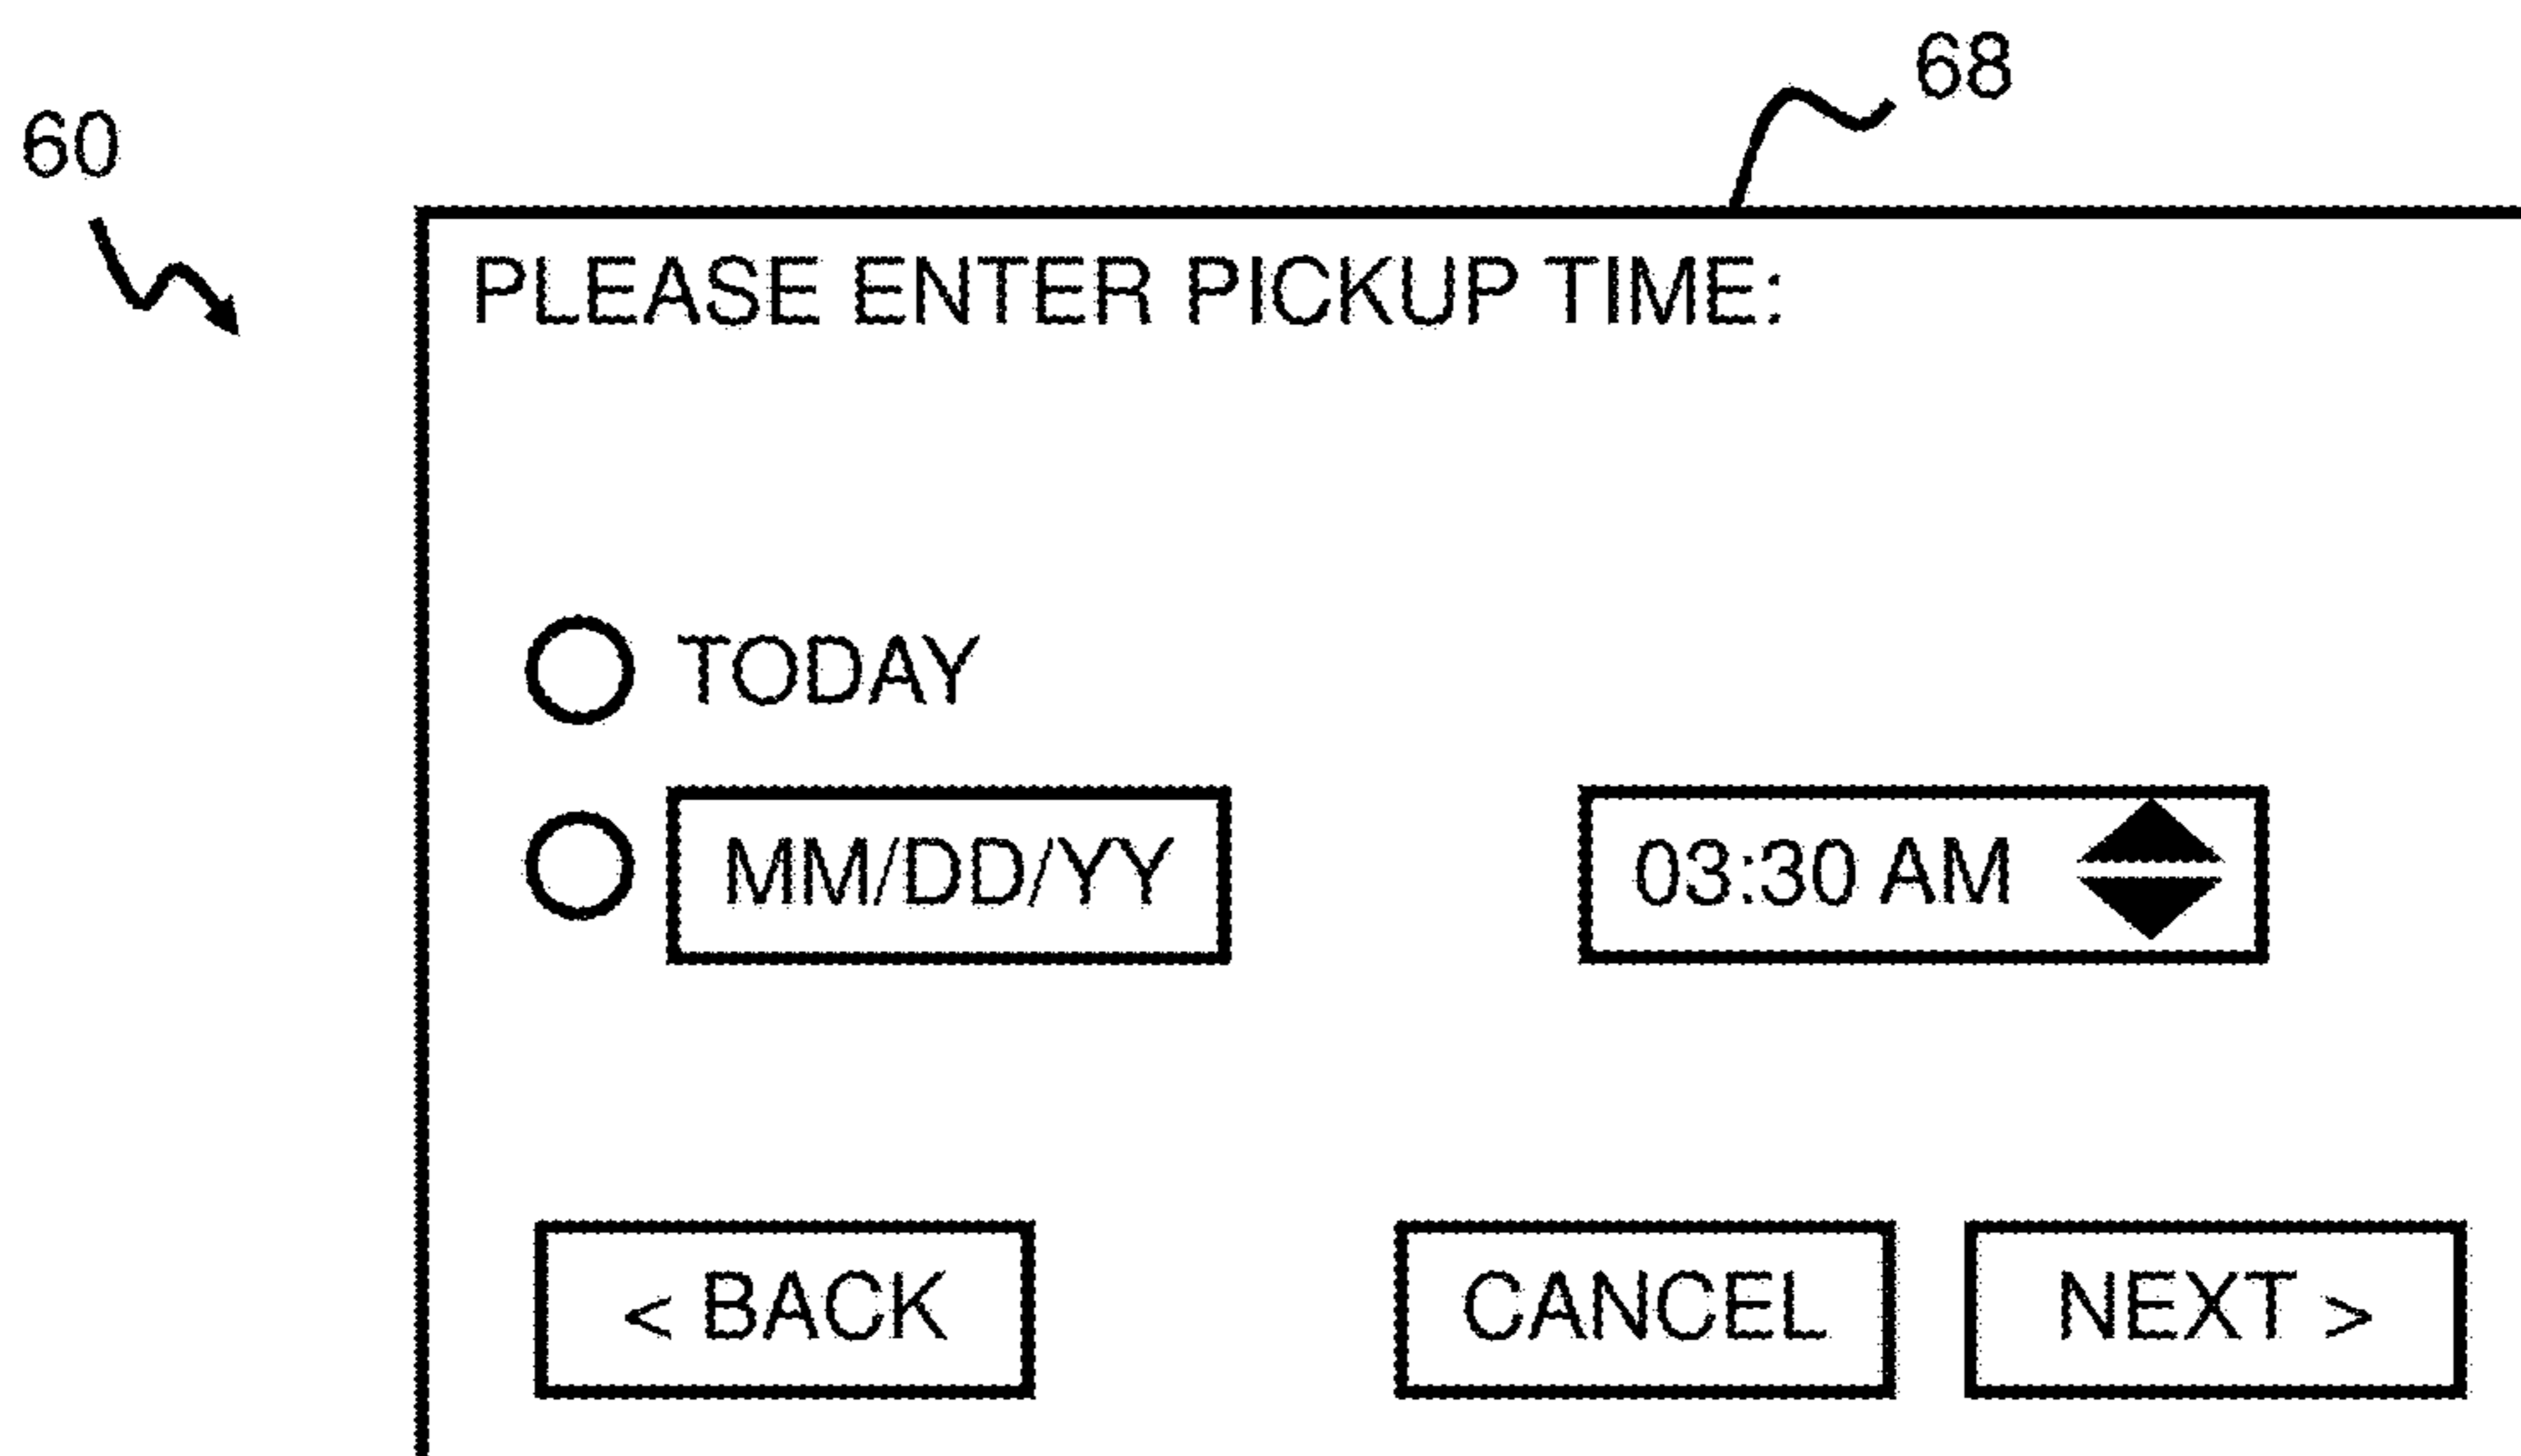 68
60
PLEASE ENTER PICKUP TIME:
TODAY
MM/DD/YY 03:30 AM
< BACK CANCEL NEXT >